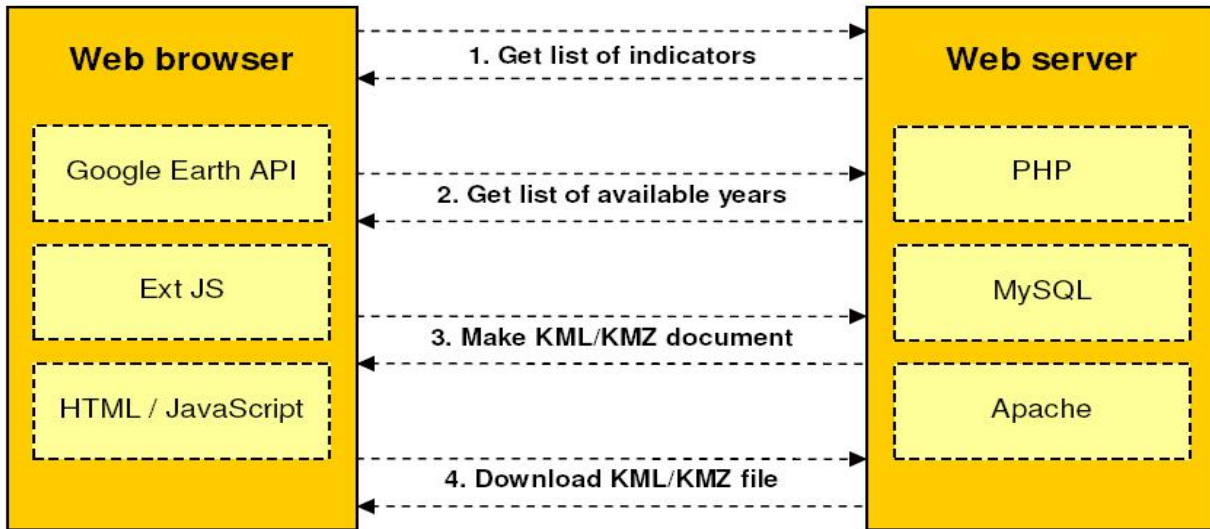 Web browser
Google Earth API
Ext JS
HTML / JavaScript
1. Get list of indicators
2. Get list of available years
3. Make KML/KMZ document
4. Download KML/KMZ file
Web server
PHP
MySQL
Apache